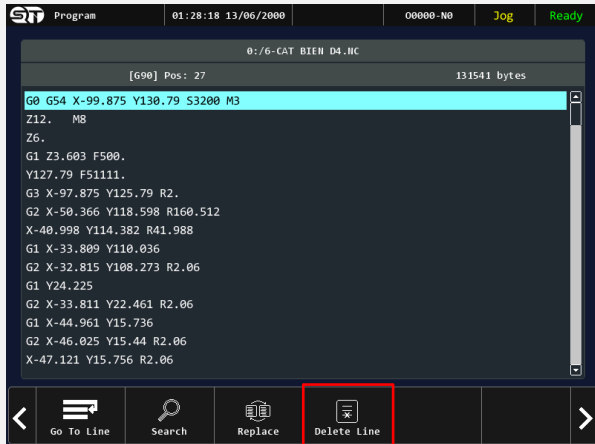 Program 01:28:18 13/06/2000 O0000-N0 Jog Ready
0:/6-CAT BIEN D4.NC
[G90] Pos: 27 131541 bytes
G0 G54 X-99.875 Y130.79 S3200 M3
Z12. M8
Z6.
G1 Z3.603 F500.
Y127.79 F51111.
G3 X-97.875 Y125.79 R2.
G2 X-50.366 Y118.598 R160.512
X-40.998 Y114.382 R41.988
G1 X-33.809 Y110.036
G2 X-32.815 Y108.273 R2.06
G1 Y24.225
G2 X-33.811 Y22.461 R2.06
G1 X-44.961 Y15.736
G2 X-46.025 Y15.44 R2.06
X-47.121 Y15.756 R2.06
Go To Line Search Replace Delete Line